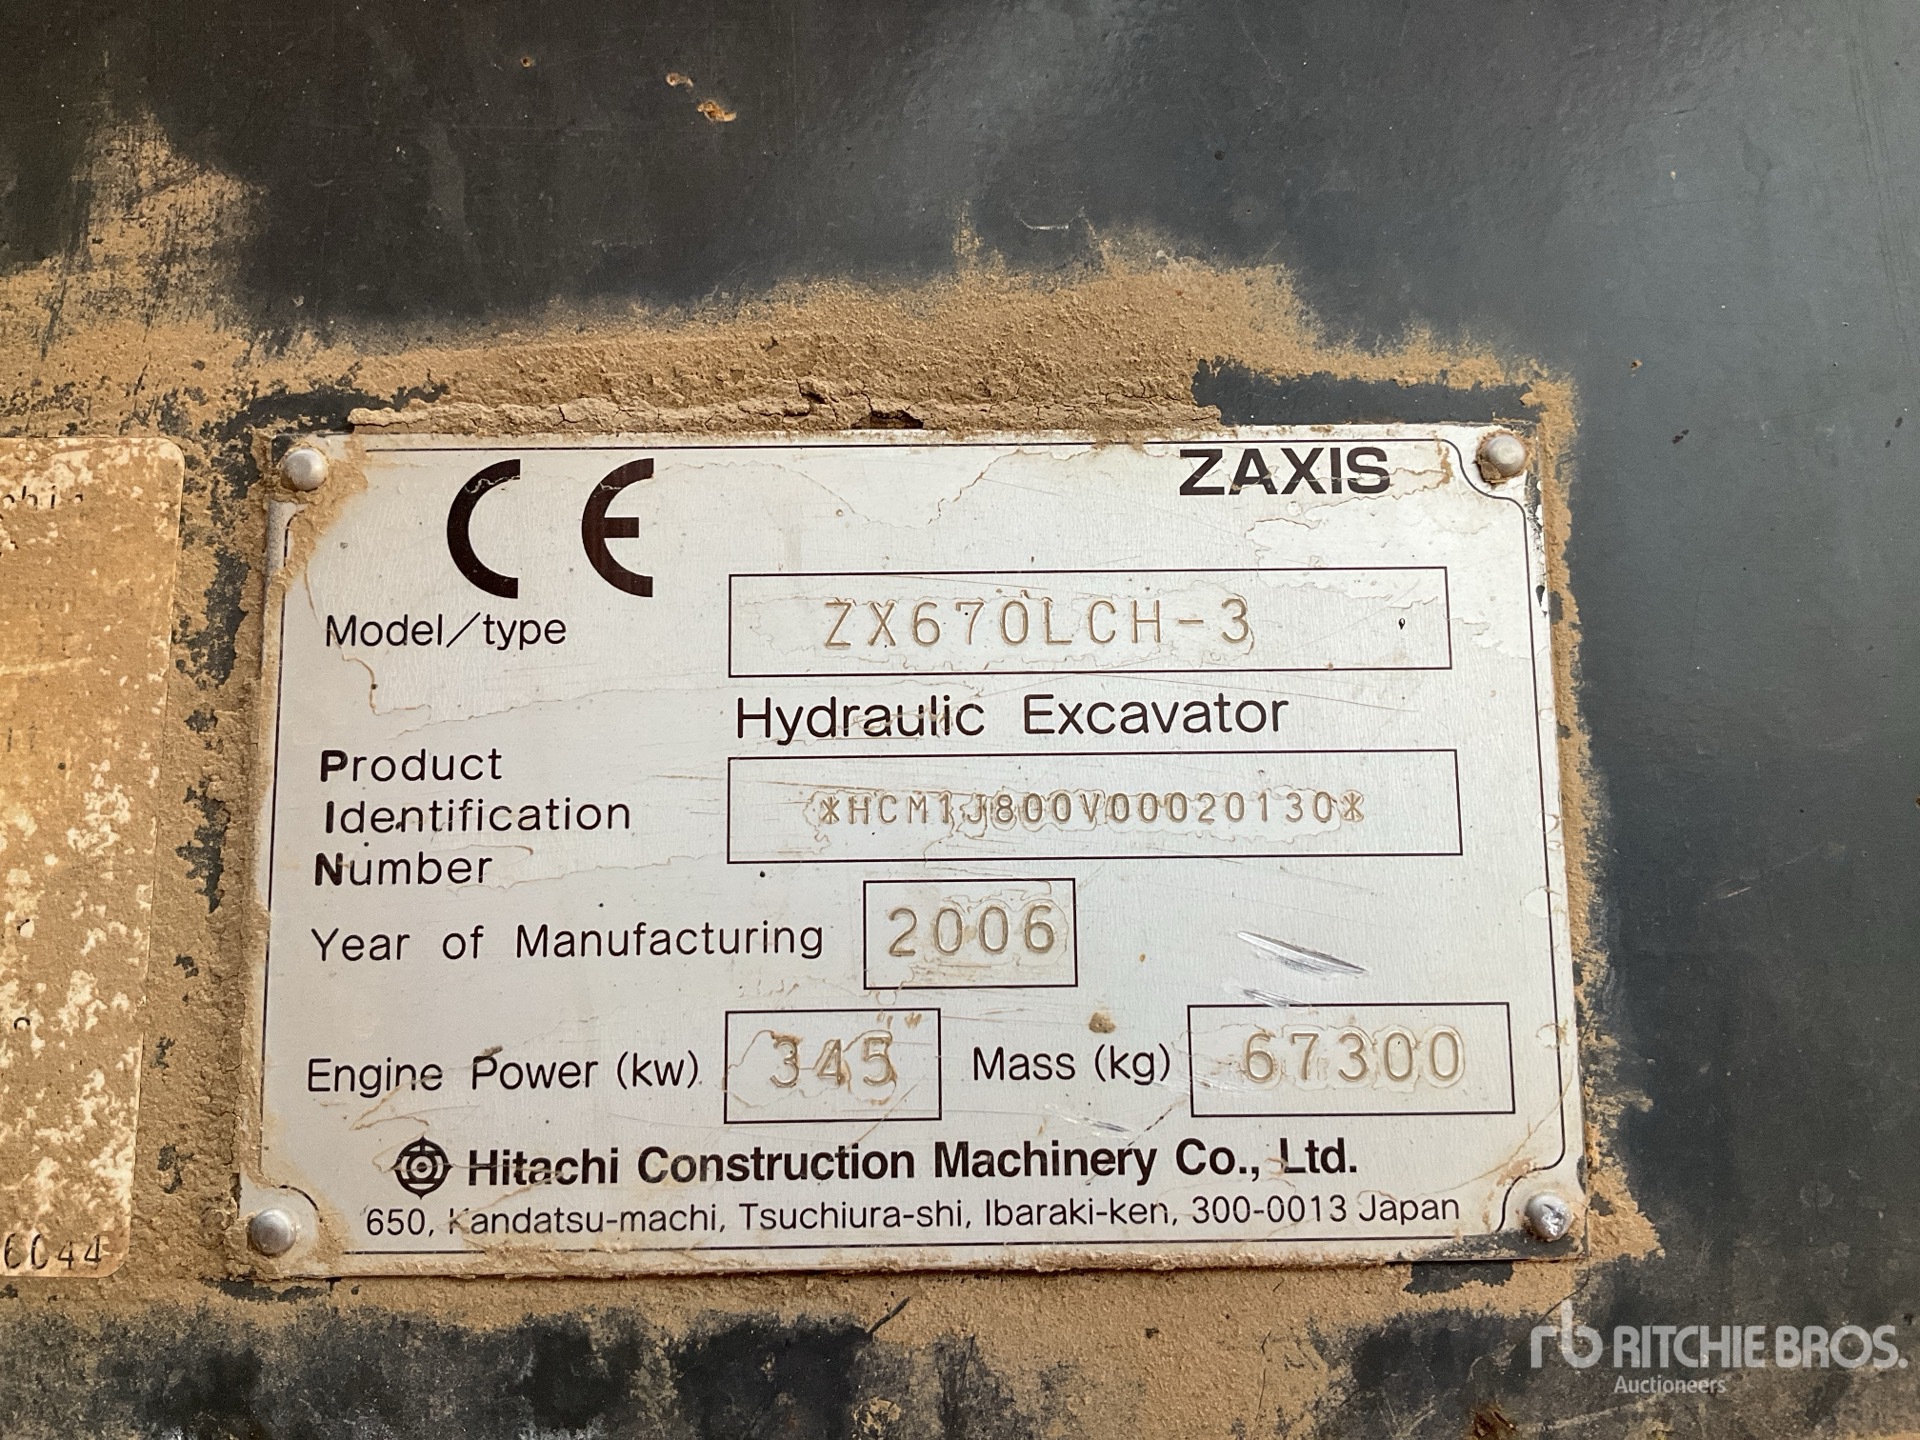 CE
ZAXIS
Model/type ZX670LCH-3
Hydraulic Excavator
Product
Identification *HCM1J800V00020130*
Number
Year of Manufacturing 2006
Engine Power (kw) 345 Mass (kg) 67300
Hitachi Construction Machinery Co., Ltd.
650, Kandatsu-machi, Tsuchiura-shi, Ibaraki-ken, 300-0013 Japan
rb RITCHIE BROS.
Auctioneers